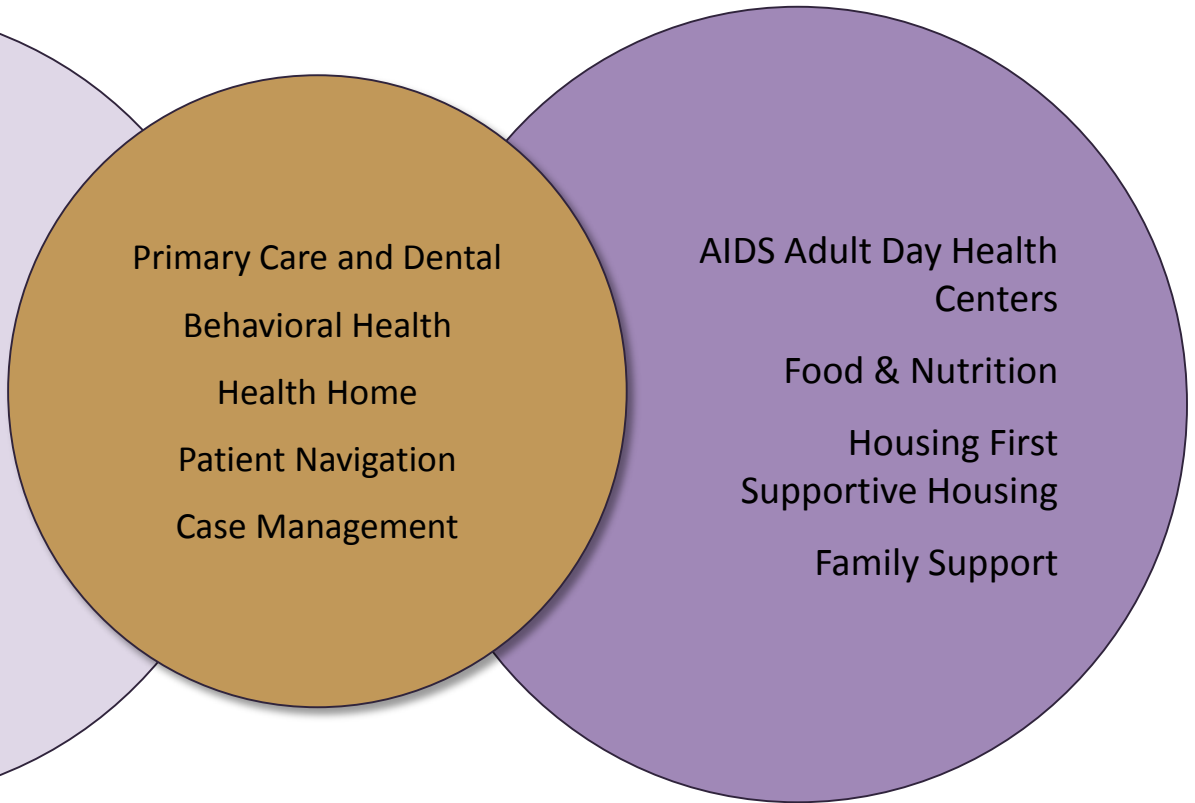 Primary Care and Dental
Behavioral Health
Health Home
Patient Navigation
Case Management
AIDS Adult Day Health
Centers
Food & Nutrition
Housing First
Supportive Housing
Family Support